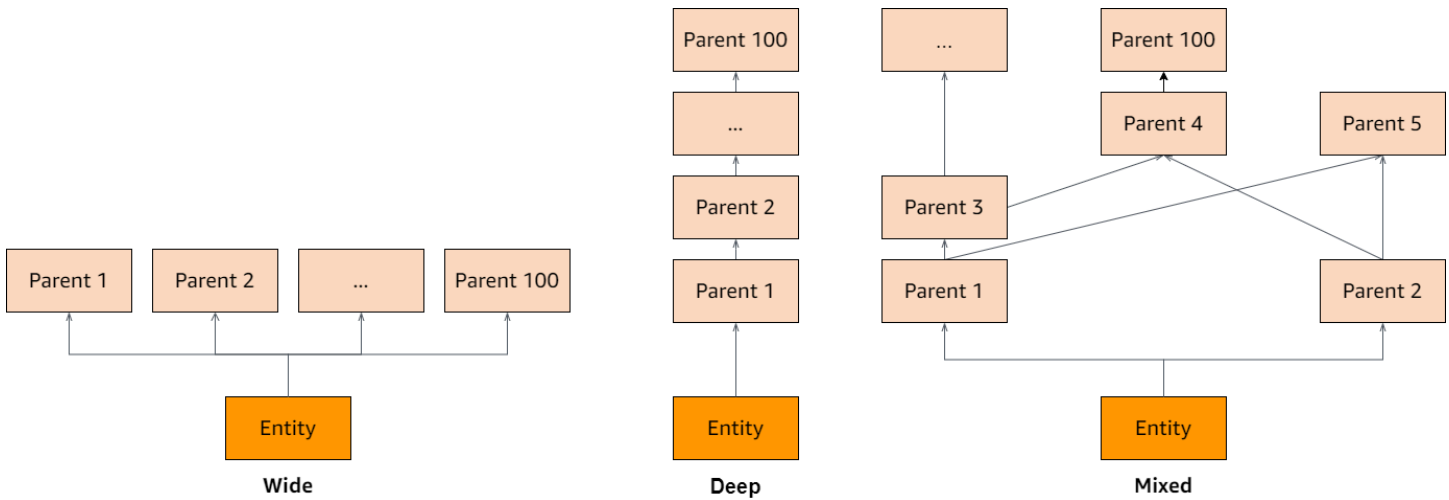 Parent 1
Parent 2
...
Parent 100
Entity
Wide
Parent 100
...
Parent 2
Parent 1
Entity
Deep
...
Parent 100
Parent 4
Parent 5
Parent 3
Parent 1
Parent 2
Entity
Mixed